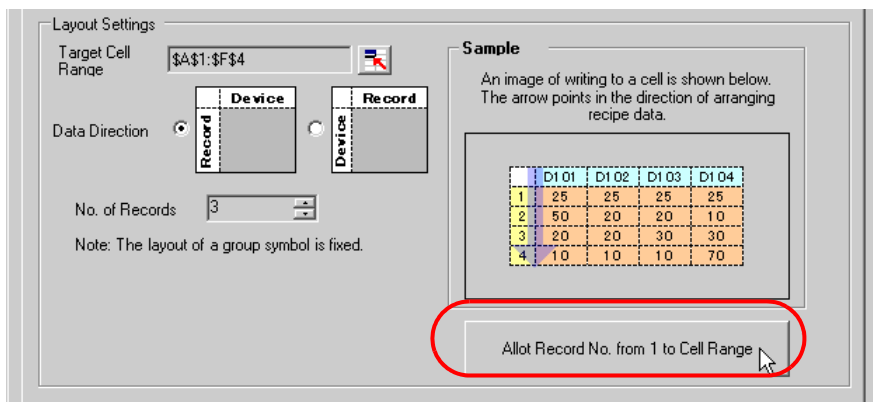 Layout Settings
Target Cell
Range
$A$1:$F$4
Device
Record
Record
Device
Data Direction
No. of Records
3
Note: The layout of a group symbol is fixed.
Sample
An image of writing to a cell is shown below.
The arrow points in the direction of arranging
recipe data.
D101 D102 D103 D104
1 25 25 25 25
2 50 20 20 10
3 20 20 30 30
4 10 10 10 70
Allot Record No. from 1 to Cell Range